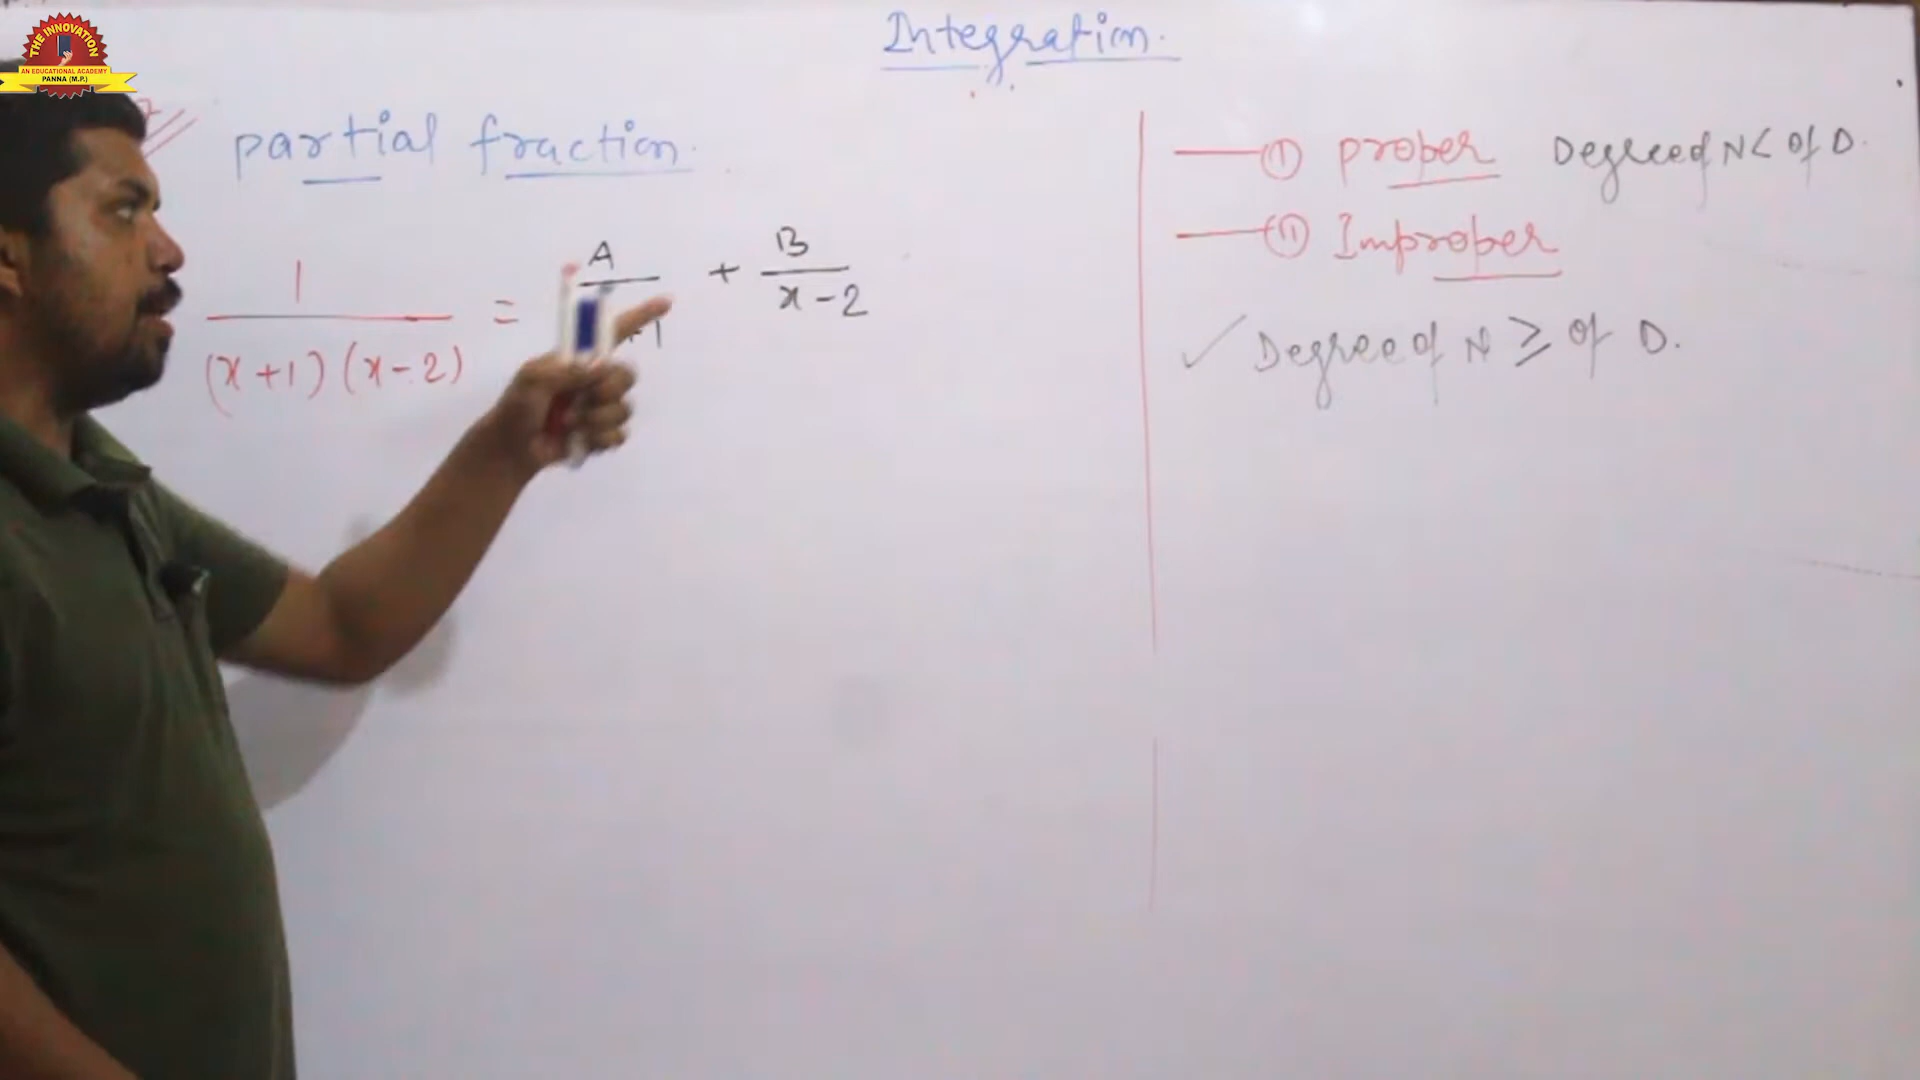 THE INNOVATION
AN EDUCATIONAL ACADEMY
PANNA (M.P.)
Integration.
partial fraction.
1 / (x+1)(x-2) = A / +1 + B / x-2
① proper Degree of N < of D.
② Improper
✓ Degree of N ≥ of D.